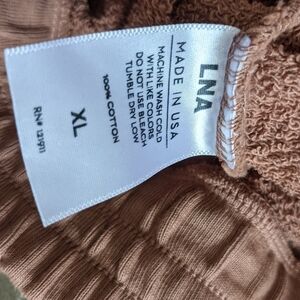 LNA
MADE IN USA
MACHINE WASH COLD
WITH LIKE COLORS
DO NOT USE BLEACH
TUMBLE DRY LOW
100% COTTON
XL
RN# 121911